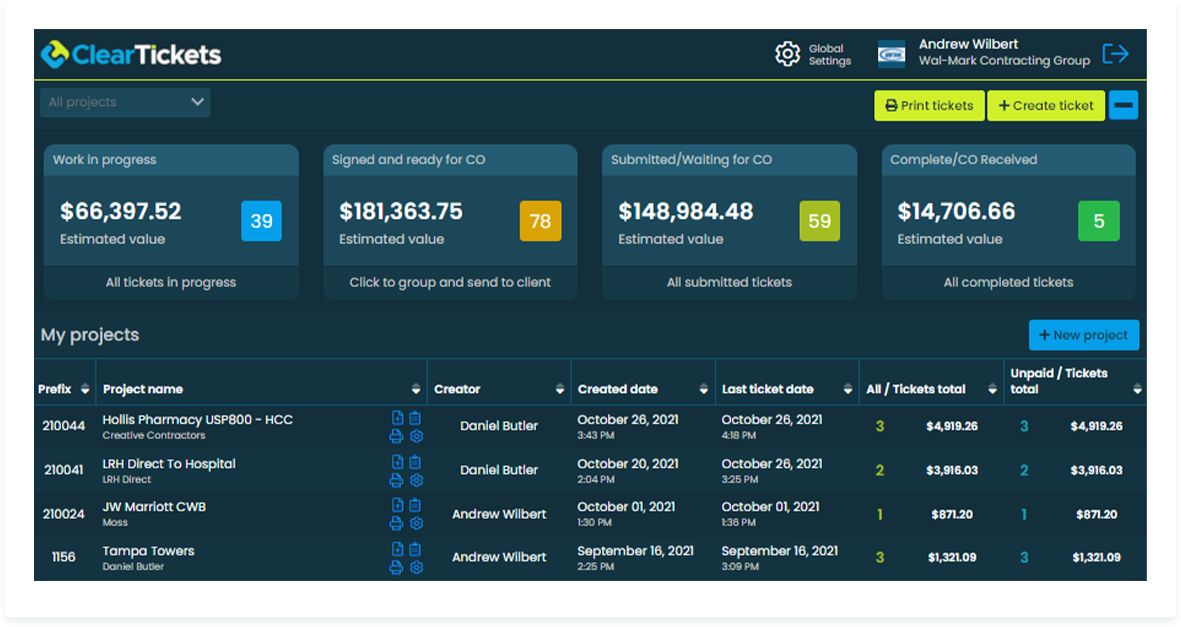 ClearTickets
Global
Settings
Andrew Wilbert
Wal-Mark Contracting Group
All projects
Print tickets
+ Create ticket
Work in progress
$66,397.52
39
Estimated value
All tickets in progress
Signed and ready for CO
$181,363.75
78
Estimated value
Click to group and send to client
Submitted/Waiting for CO
$148,984.48
59
Estimated value
All submitted tickets
Complete/CO Received
$14,706.66
5
Estimated value
All completed tickets
My projects
+ New project
Prefix Project name Creator Created date Last ticket date All / Tickets total Unpaid / Tickets
total
210044 Hollis Pharmacy USP800 - HCC Daniel Butler October 26, 2021 October 26, 2021 3 $4,919.26 3 $4,919.26
Creative Contractors 3:43 PM 4:18 PM
210041 LRH Direct To Hospital Daniel Butler October 20, 2021 October 26, 2021 2 $3,916.03 2 $3,916.03
LRH Direct 2:04 PM 3:25 PM
210024 JW Marriott CWB Andrew Wilbert October 01, 2021 October 01, 2021 1 $871.20 1 $871.20
Moss 1:30 PM 1:36 PM
1156 Tampa Towers Andrew Wilbert September 16, 2021 September 16, 2021 3 $1,321.09 3 $1,321.09
Daniel Butler 2:25 PM 3:09 PM